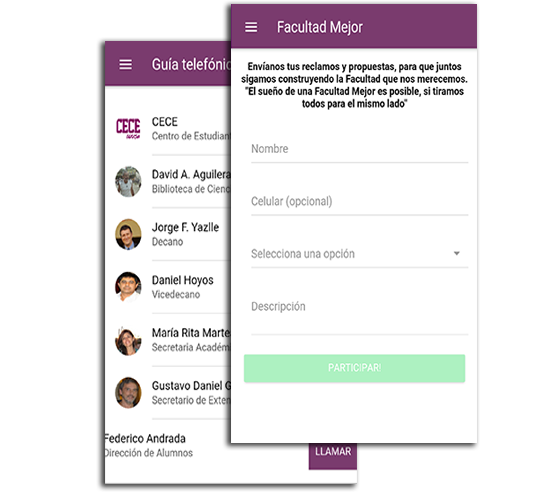 Facultad Mejor
Envíanos tus reclamos y propuestas, para que juntos
sigamos construyendo la Facultad que nos merecemos.
"El sueño de una Facultad Mejor es posible, si tiramos
todos para el mismo lado"
Nombre
Celular (opcional)
Selecciona una opción
Descripción
PARTICIPAR!
Guía telefónic
CECE
CECE
Centro de Estudiant
David A. Aguilera
Biblioteca de Cienc
Jorge F. Yazlle
Decano
Daniel Hoyos
Vicedecano
María Rita Marte
Secretaria Académi
Gustavo Daniel G
Secretario de Exten
Federico Andrada
Dirección de Alumnos
LLAMAR